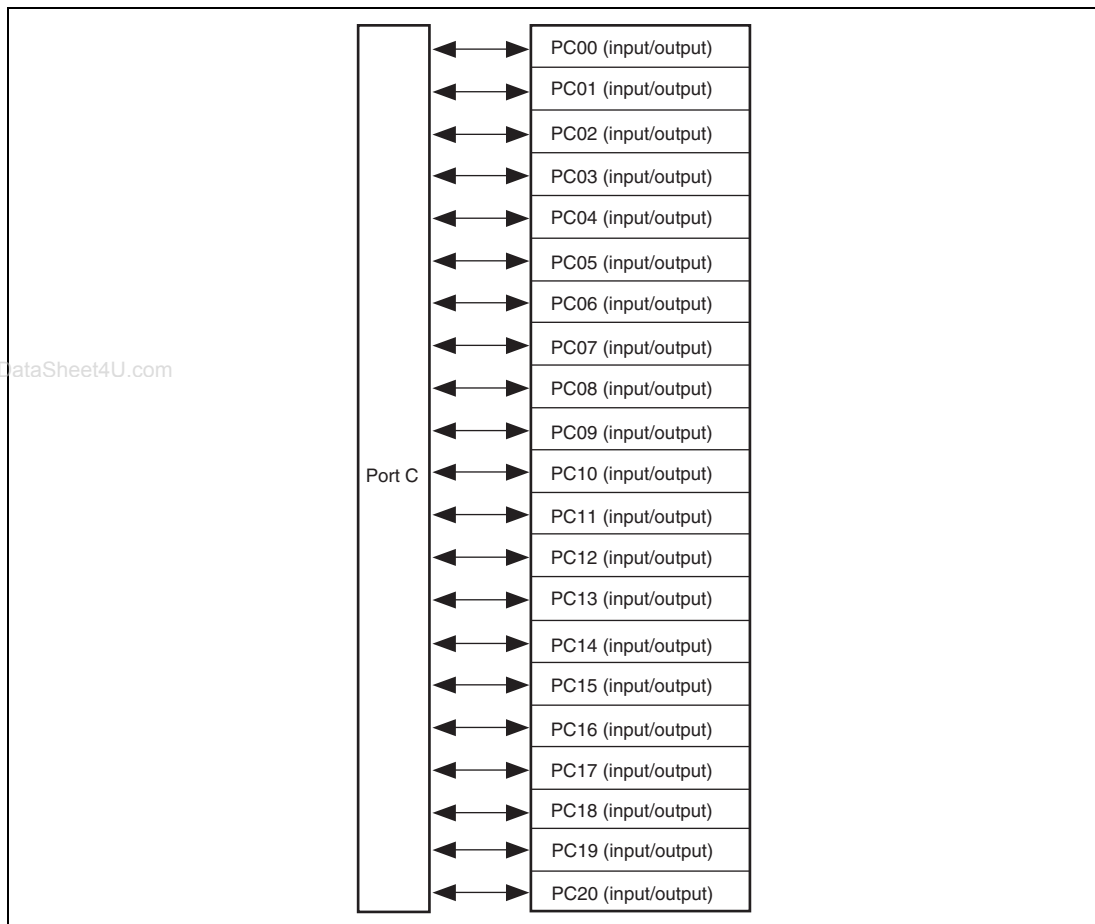 PC00 (input/output)
PC01 (input/output)
PC02 (input/output)
PC03 (input/output)
PC04 (input/output)
PC05 (input/output)
PC06 (input/output)
PC07 (input/output)
DataSheet4U.com
PC08 (input/output)
PC09 (input/output)
Port C
PC10 (input/output)
PC11 (input/output)
PC12 (input/output)
PC13 (input/output)
PC14 (input/output)
PC15 (input/output)
PC16 (input/output)
PC17 (input/output)
PC18 (input/output)
PC19 (input/output)
PC20 (input/output)